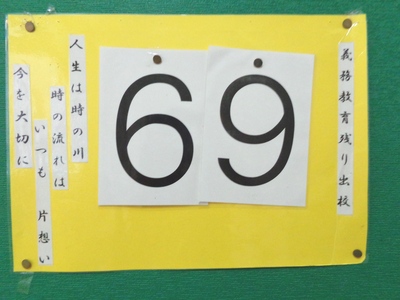 義務教育残り出校
69
人生は時の川
時の流れは
いつも 片想い
今を大切に